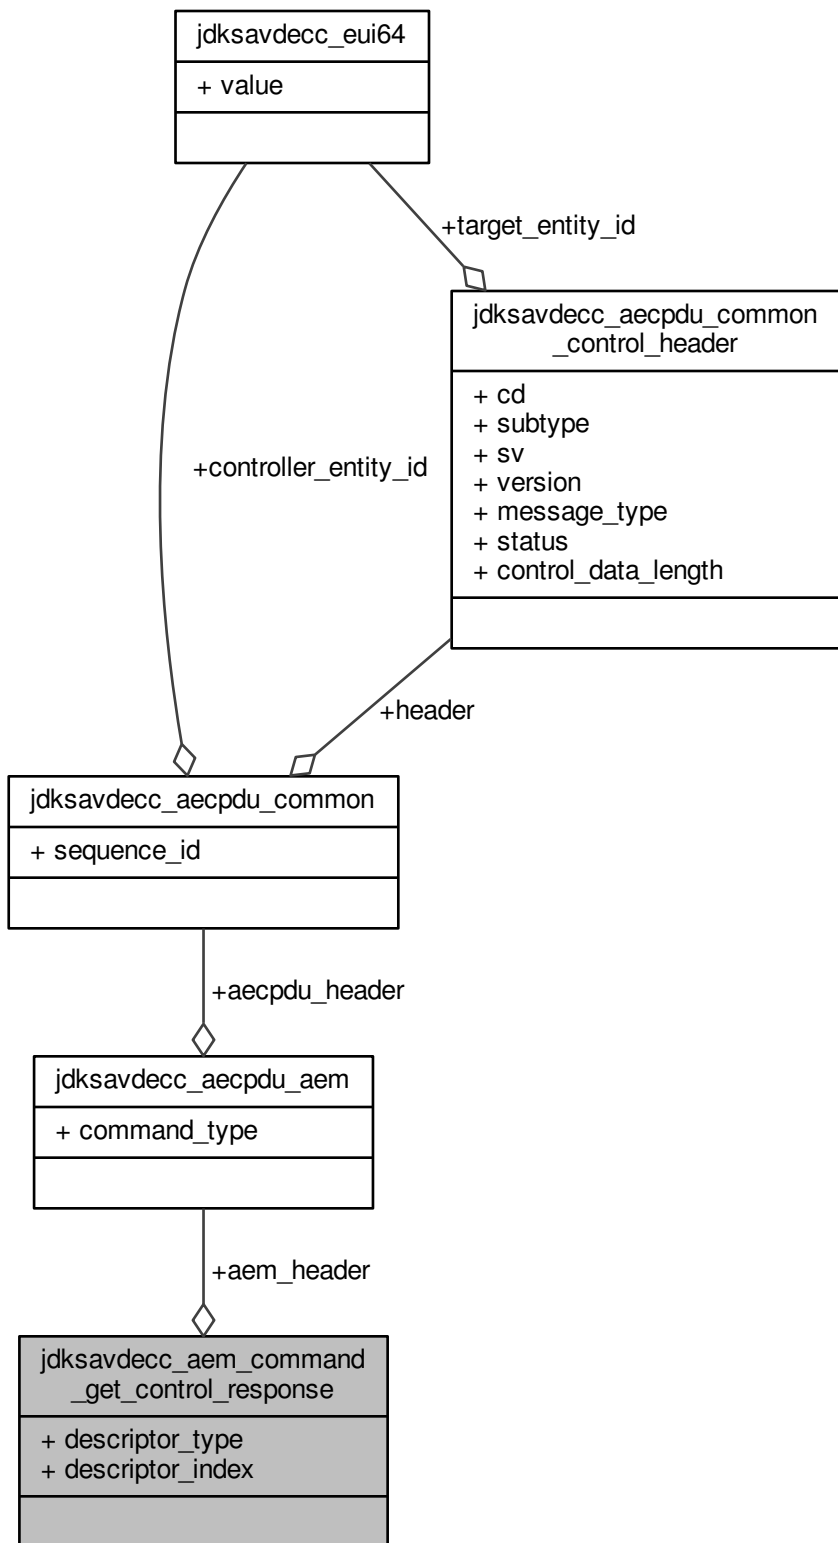 jdksavdecc_eui64
+ value
+target_entity_id
jdksavdecc_aecpdu_common
_control_header
+ cd
+ subtype
+ sv
+ version
+ message_type
+ status
+ control_data_length
+controller_entity_id
+header
jdksavdecc_aecpdu_common
+ sequence_id
+aecpdu_header
jdksavdecc_aecpdu_aem
+ command_type
+aem_header
jdksavdecc_aem_command
_get_control_response
+ descriptor_type
+ descriptor_index